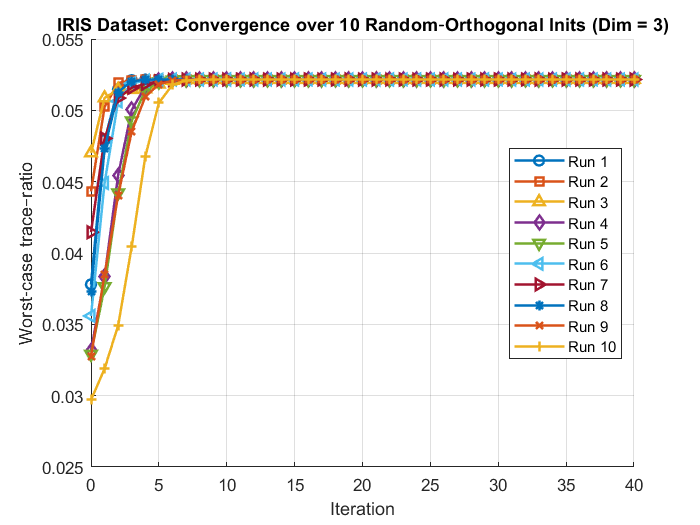 IRIS Dataset: Convergence over 10 Random-Orthogonal Inits (Dim = 3)
Worst-case trace-ratio
0.055
0.05
0.045
0.04
0.035
0.03
0.025
0 5 10 15 20 25 30 35 40
Iteration
Run 1
Run 2
Run 3
Run 4
Run 5
Run 6
Run 7
Run 8
Run 9
Run 10